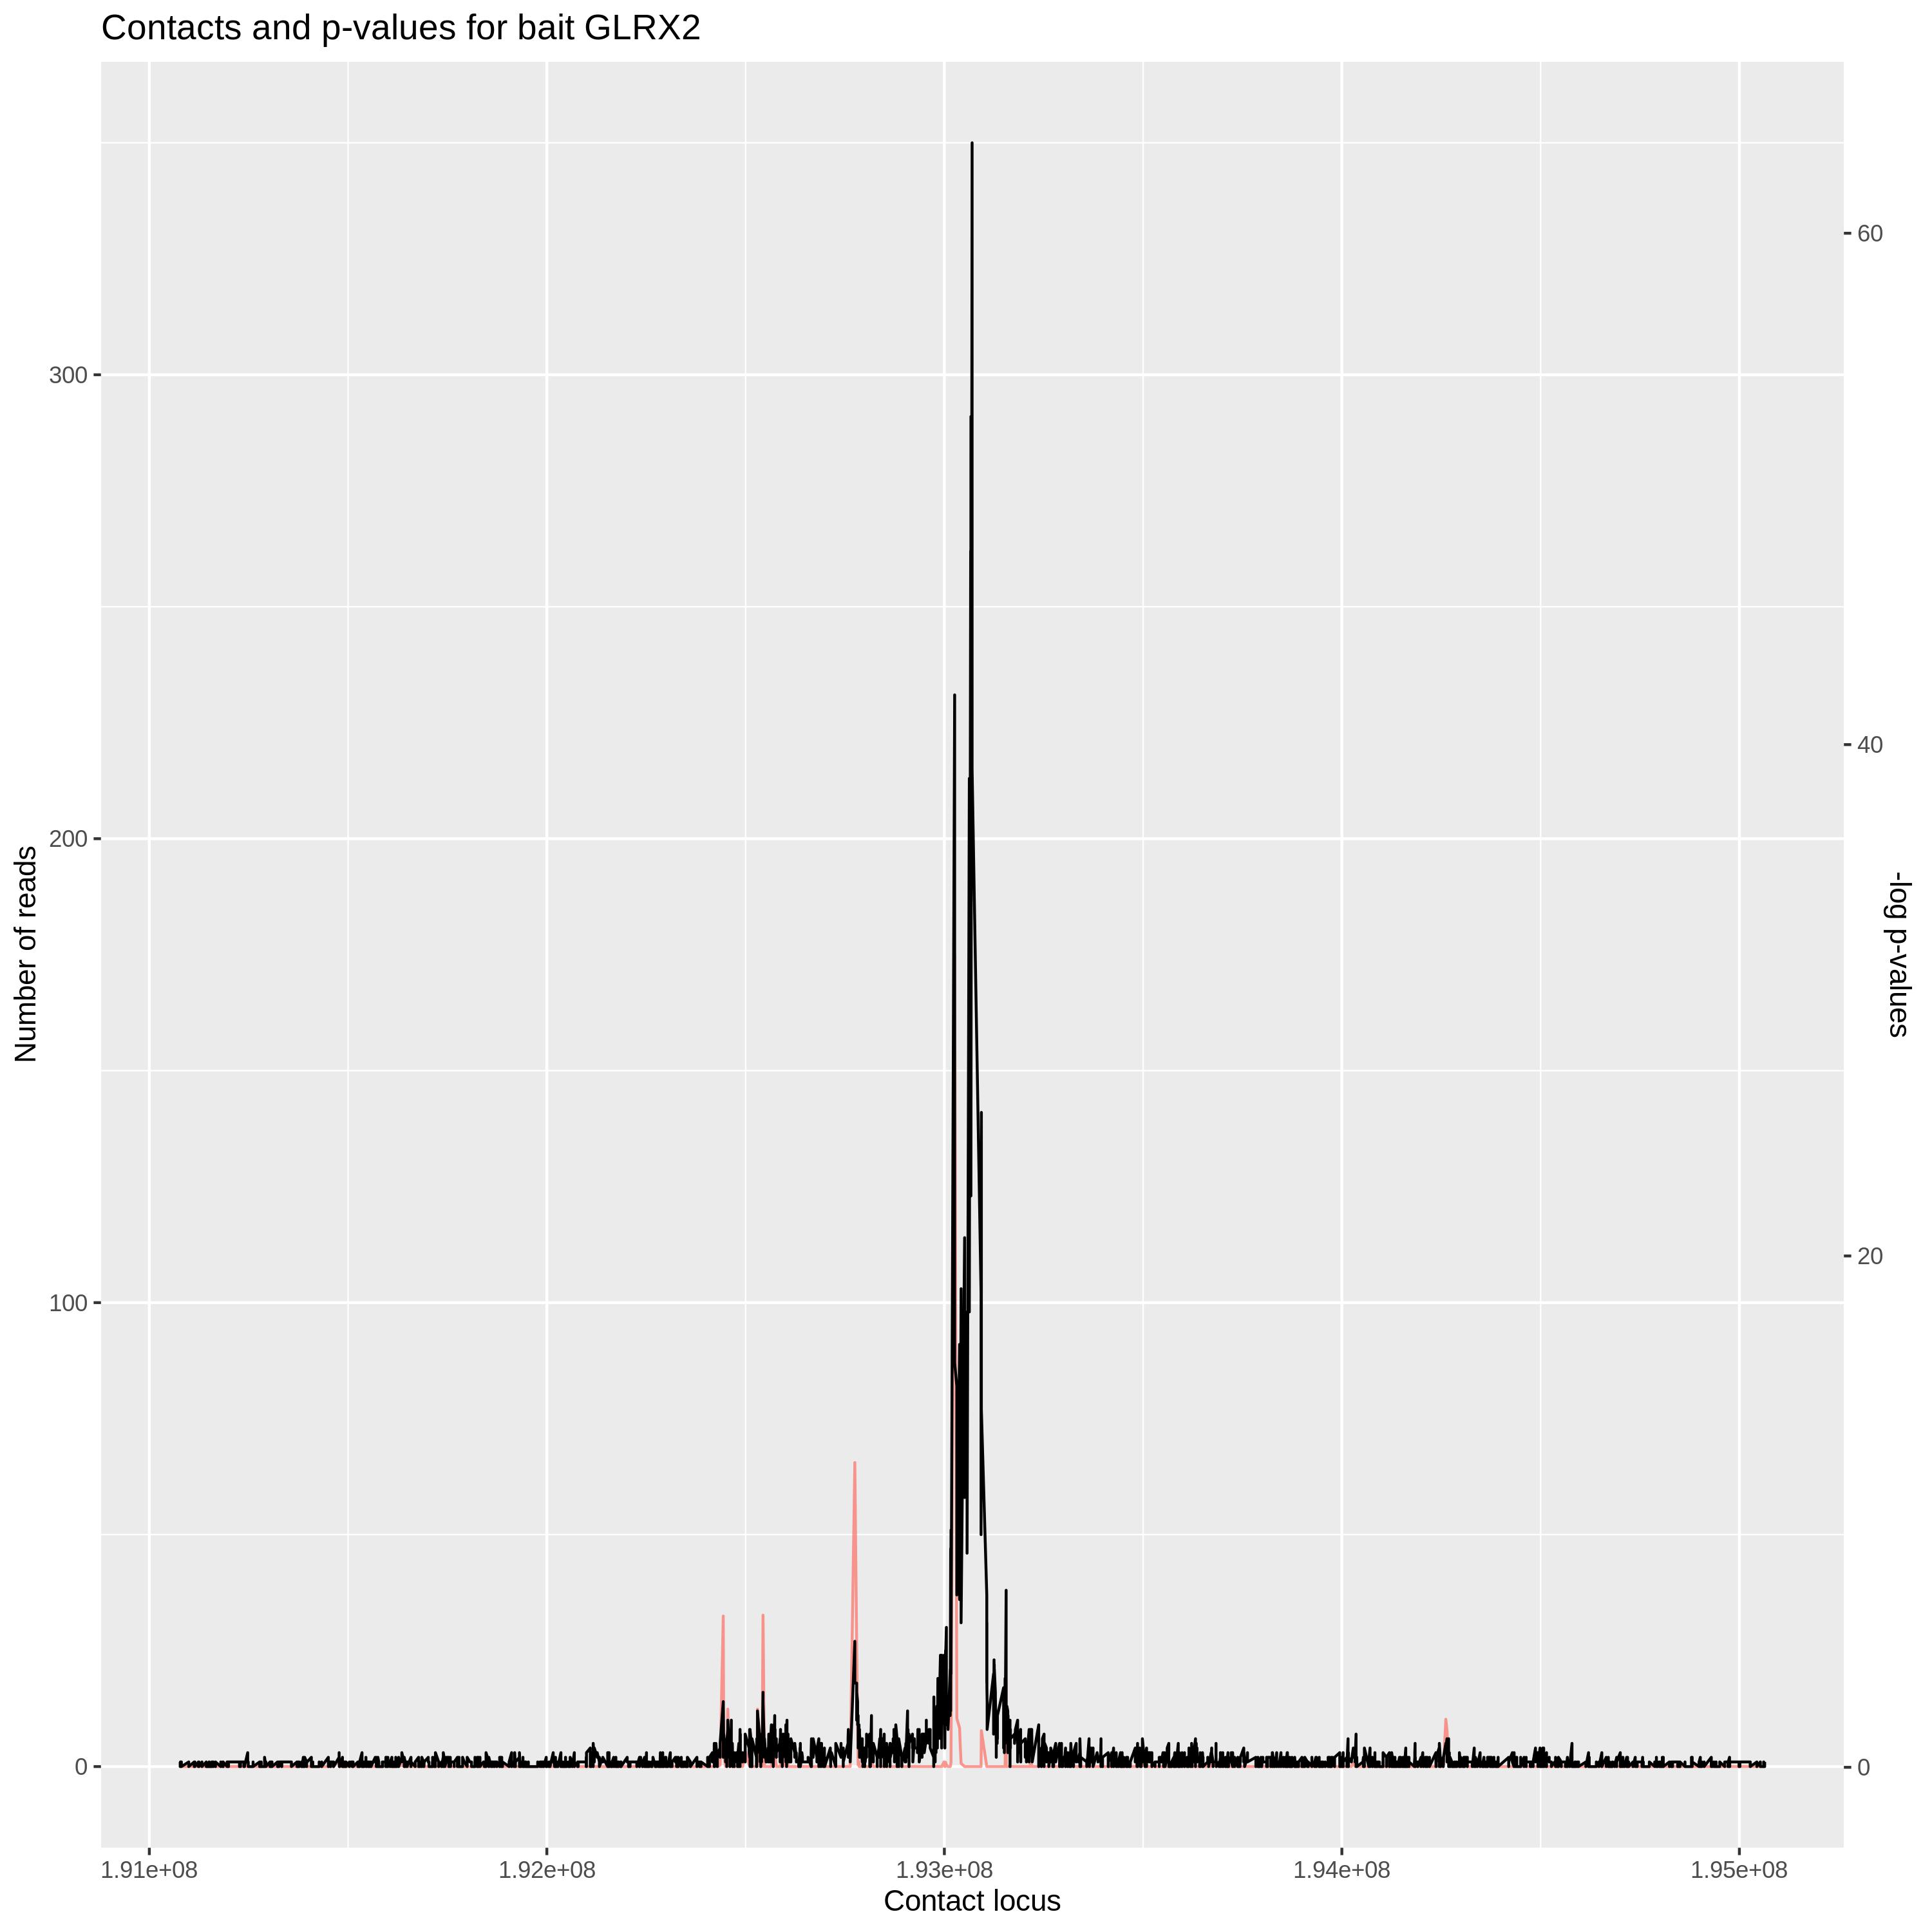 Contacts and p-values for bait GLRX2
Number of reads
300
200
100
0
60
40
20
0
-log p-values
1.91e+08
1.92e+08
1.93e+08
1.94e+08
1.95e+08
Contact locus